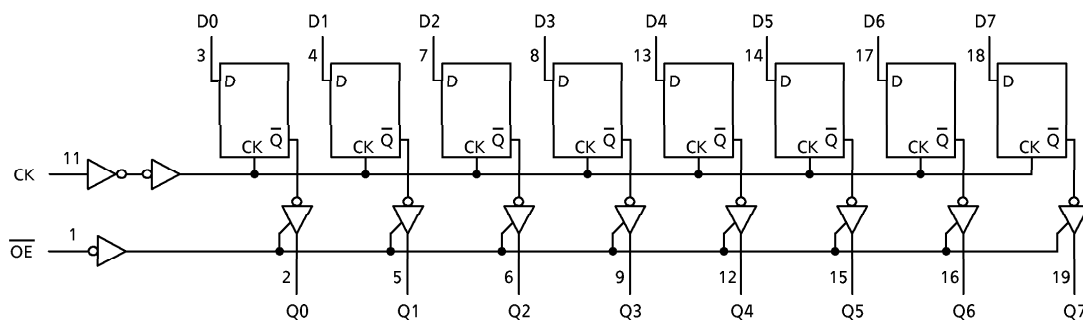 D0 D1 D2 D3 D4 D5 D6 D7
3 4 7 8 13 14 17 18
D D D D D D D D
CK Q̅ CK Q̅ CK Q̅ CK Q̅ CK Q̅ CK Q̅ CK Q̅ CK Q̅
CK 11
O̅E̅ 1
2 5 6 9 12 15 16 19
Q0 Q1 Q2 Q3 Q4 Q5 Q6 Q7